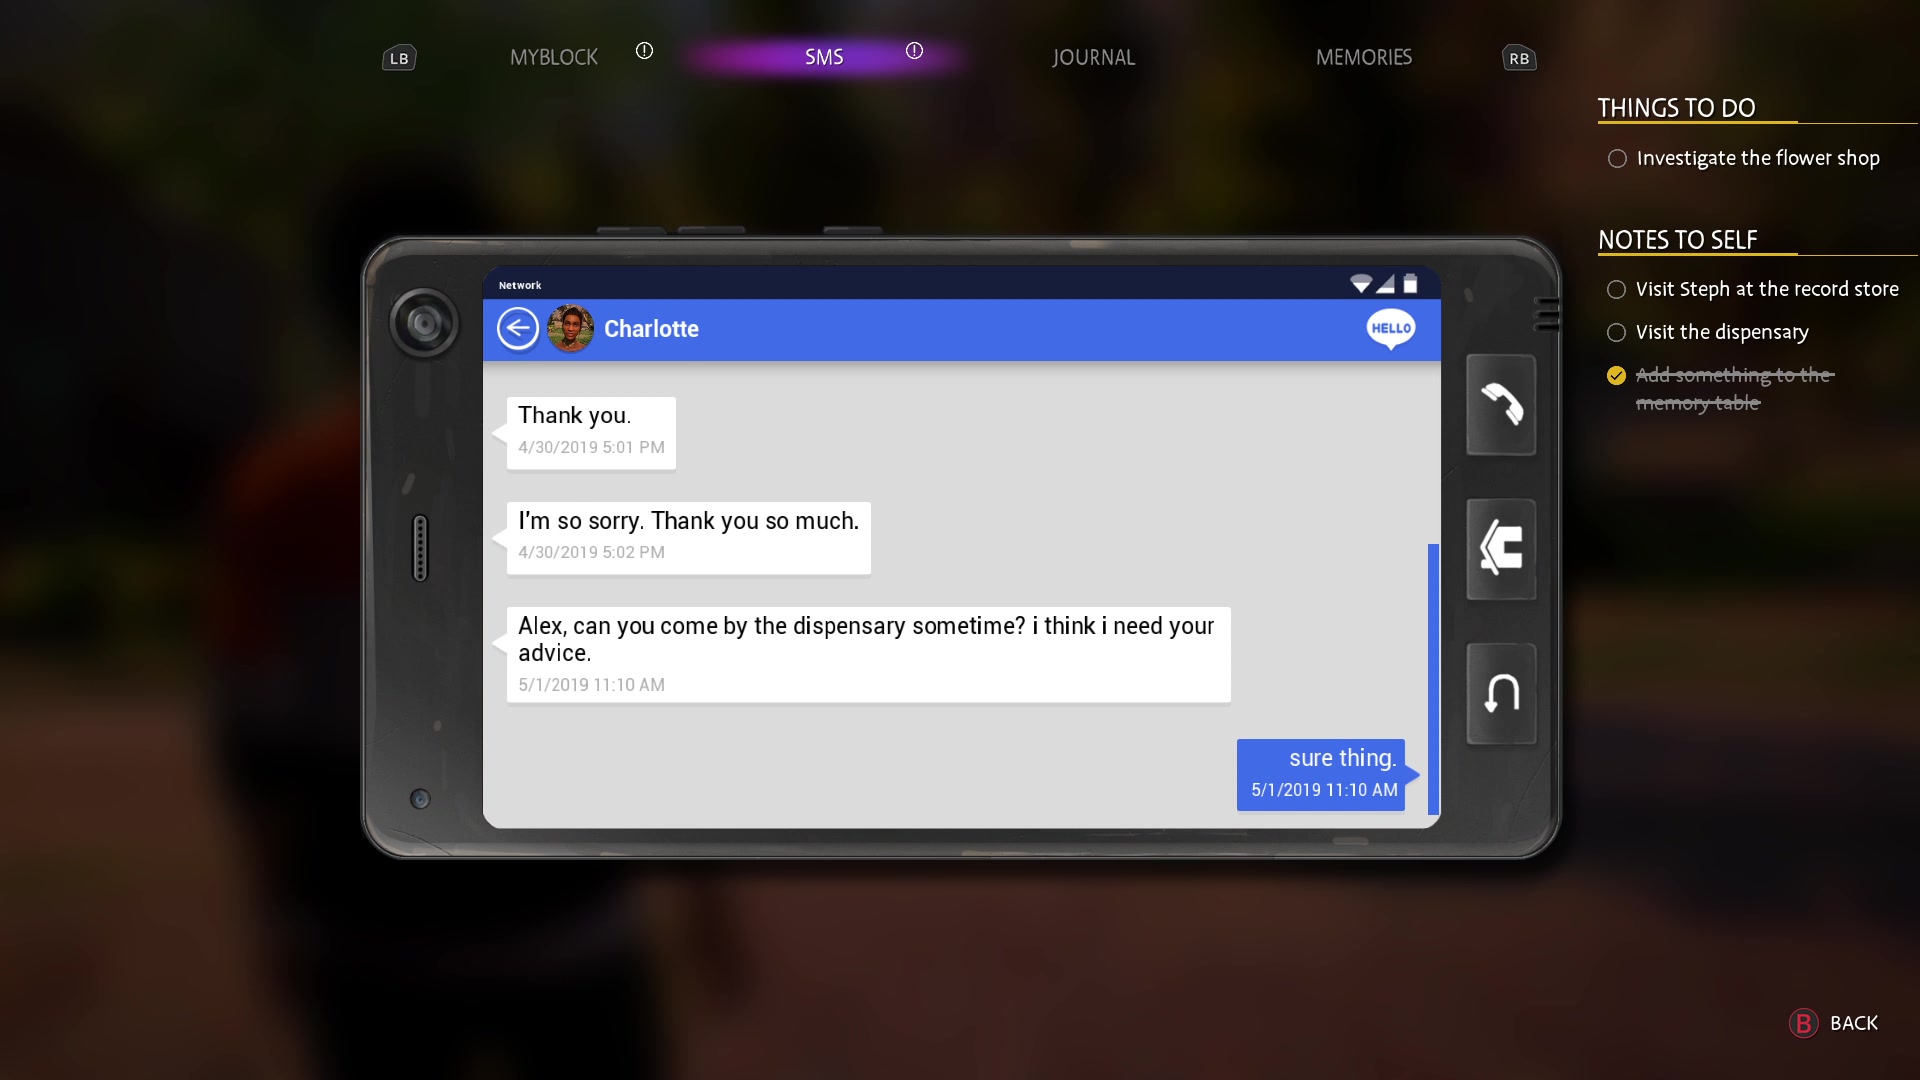 LB
MYBLOCK
SMS
JOURNAL
MEMORIES
RB
THINGS TO DO
Investigate the flower shop
NOTES TO SELF
Visit Steph at the record store
Visit the dispensary
Add something to the
memory table
Network
Charlotte
HELLO
Thank you.
4/30/2019 5:01 PM
I'm so sorry. Thank you so much.
4/30/2019 5:02 PM
Alex, can you come by the dispensary sometime? i think i need your
advice.
5/1/2019 11:10 AM
sure thing.
5/1/2019 11:10 AM
B BACK